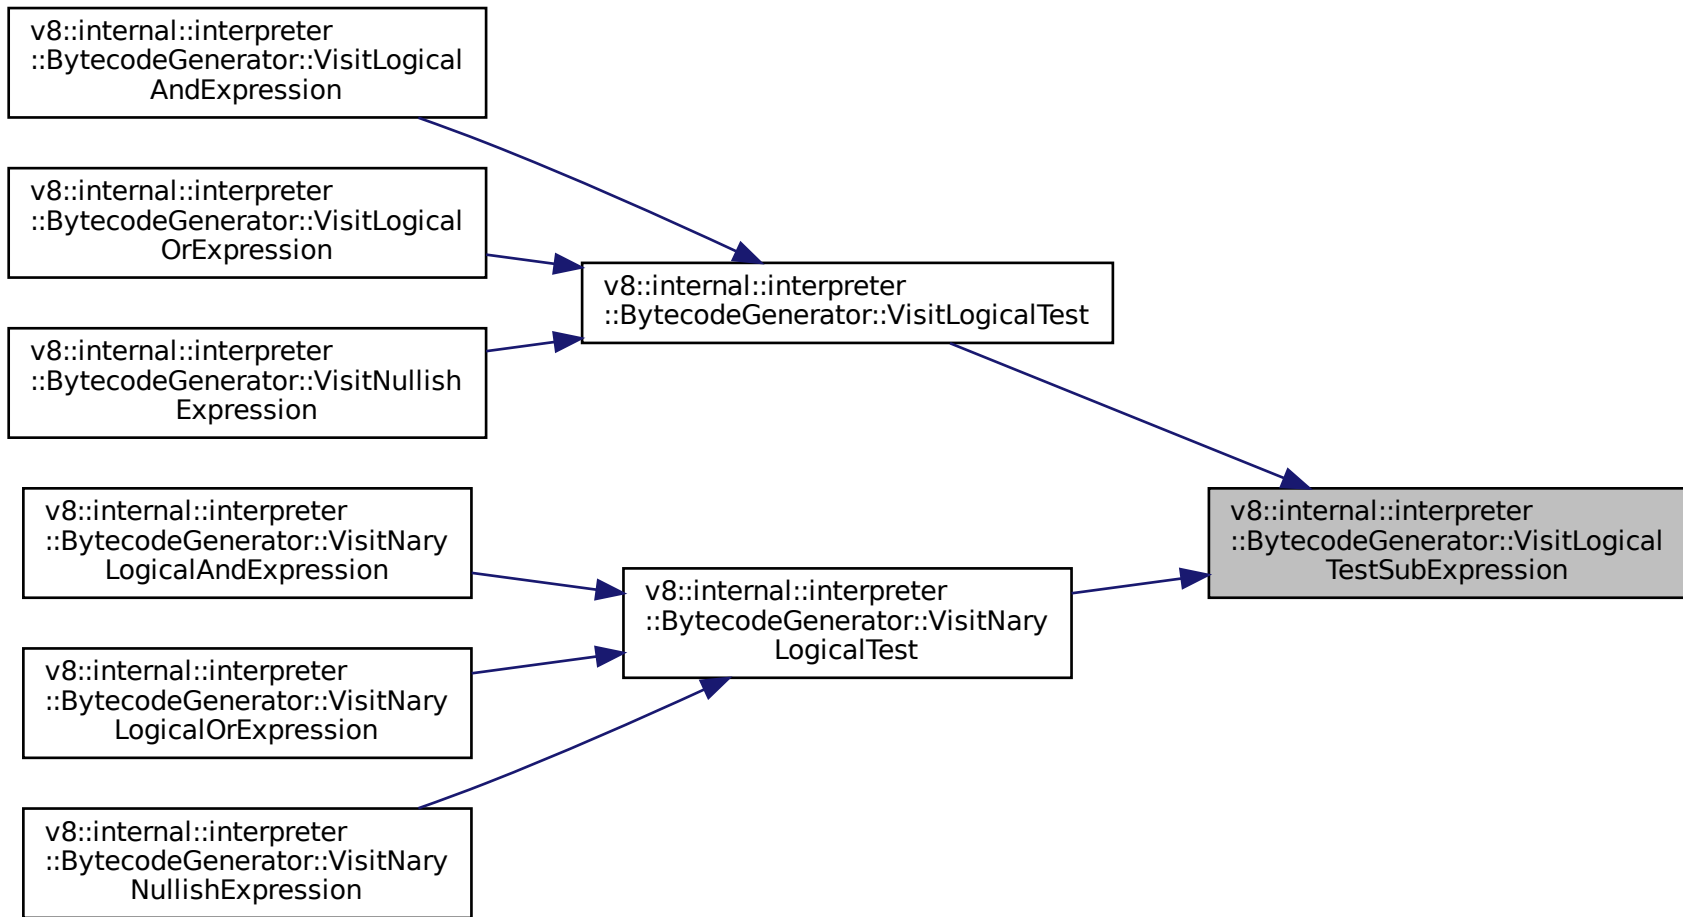 v8::internal::interpreter
::BytecodeGenerator::VisitLogical
AndExpression
v8::internal::interpreter
::BytecodeGenerator::VisitLogical
OrExpression
v8::internal::interpreter
::BytecodeGenerator::VisitLogicalTest
v8::internal::interpreter
::BytecodeGenerator::VisitNullish
Expression
v8::internal::interpreter
::BytecodeGenerator::VisitNary
LogicalAndExpression
v8::internal::interpreter
::BytecodeGenerator::VisitLogical
TestSubExpression
v8::internal::interpreter
::BytecodeGenerator::VisitNary
LogicalTest
v8::internal::interpreter
::BytecodeGenerator::VisitNary
LogicalOrExpression
v8::internal::interpreter
::BytecodeGenerator::VisitNary
NullishExpression